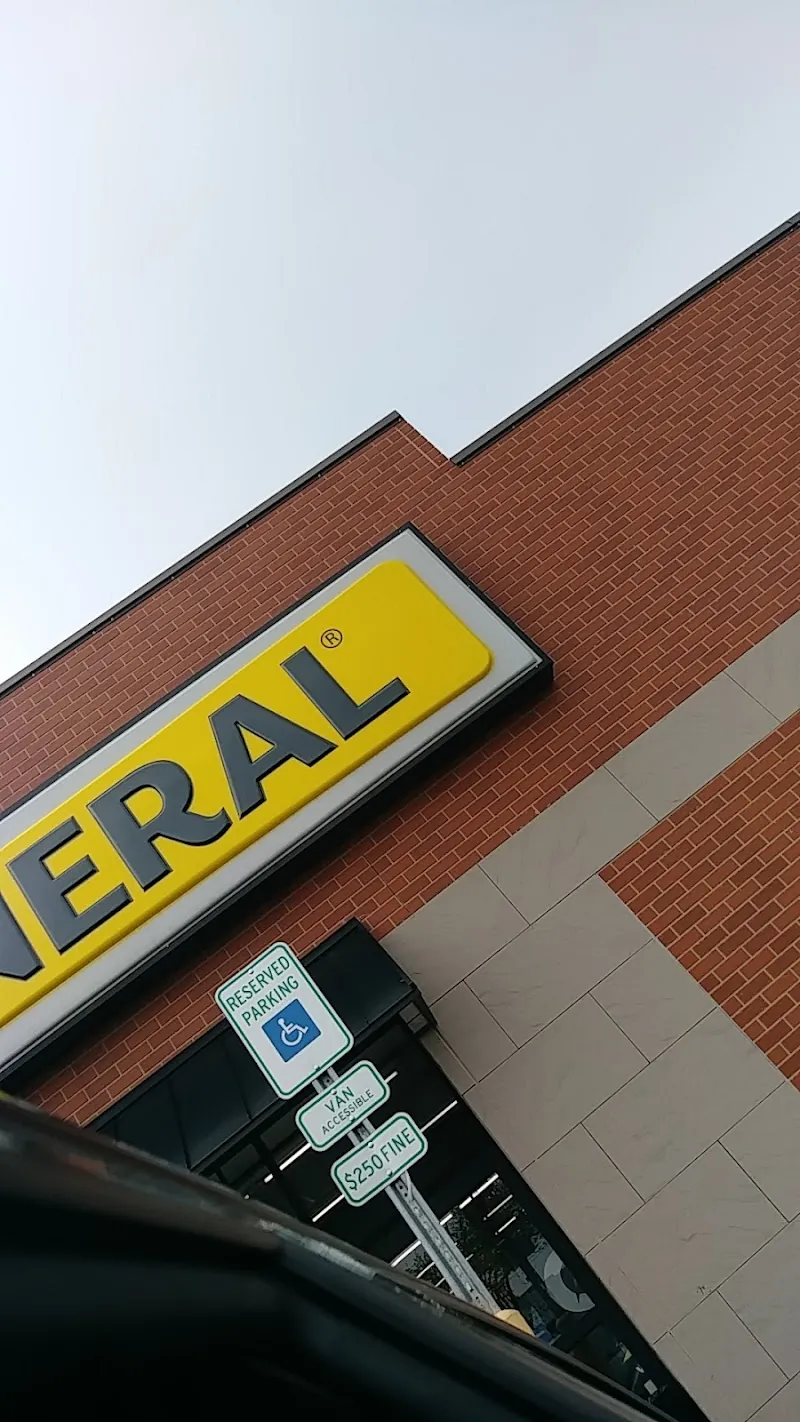 NERAL®
RESERVED
PARKING
VAN
ACCESSIBLE
$250 FINE